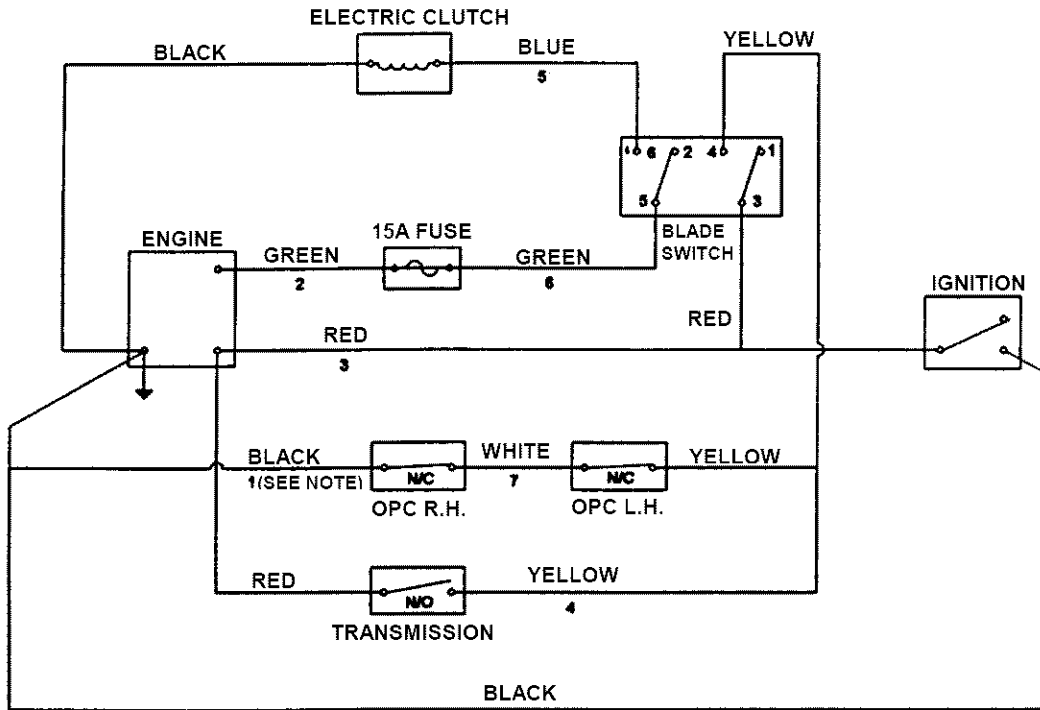 ELECTRIC CLUTCH
BLACK
BLUE
5
YELLOW
6 2 4 1
5 3
BLADE
SWITCH
ENGINE
15A FUSE
GREEN
2
GREEN
6
IGNITION
RED
RED
3
BLACK
1(SEE NOTE)
N/C
OPC R.H.
WHITE
7
N/C
OPC L.H.
YELLOW
RED
N/O
TRANSMISSION
YELLOW
4
BLACK